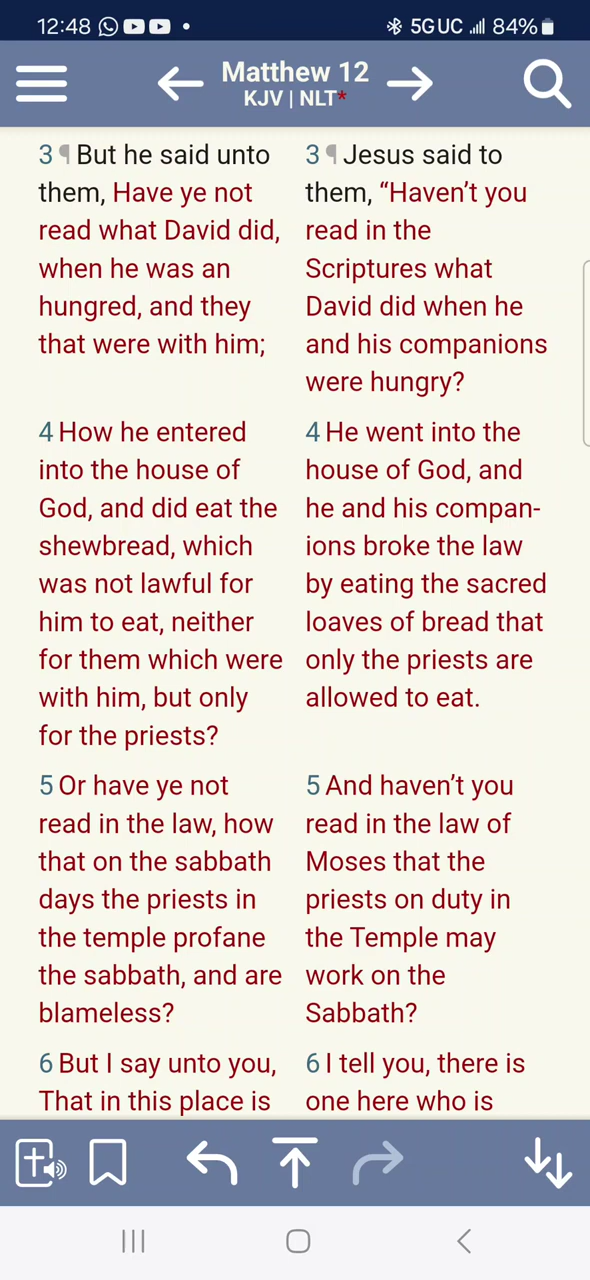 12:48 5G UC 84%
Matthew 12
KJV | NLT*
3 ¶ But he said unto
them, Have ye not
read what David did,
when he was an
hungred, and they
that were with him;
4 How he entered
into the house of
God, and did eat the
shewbread, which
was not lawful for
him to eat, neither
for them which were
with him, but only
for the priests?
5 Or have ye not
read in the law, how
that on the sabbath
days the priests in
the temple profane
the sabbath, and are
blameless?
6 But I say unto you,
That in this place is
3 ¶ Jesus said to
them, “Haven’t you
read in the
Scriptures what
David did when he
and his companions
were hungry?
4 He went into the
house of God, and
he and his compan-
ions broke the law
by eating the sacred
loaves of bread that
only the priests are
allowed to eat.
5 And haven’t you
read in the law of
Moses that the
priests on duty in
the Temple may
work on the
Sabbath?
6 I tell you, there is
one here who is